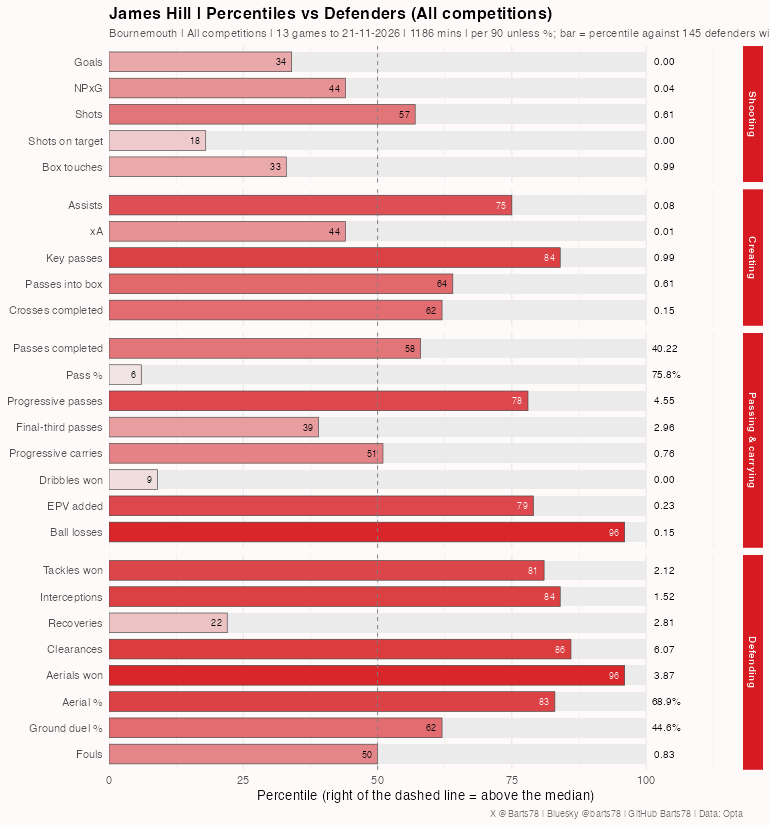 James Hill | Percentiles vs Defenders (All competitions)
Bournemouth | All competitions | 13 games to 21-11-2026 | 1186 mins | per 90 unless %; bar = percentile against 145 defenders wi
Goals 34 0.00
NPxG 44 0.04
Shots 57 0.61
Shots on target 18 0.00
Box touches 33 0.99
Shooting
Assists 75 0.08
xA 44 0.01
Key passes 84 0.99
Passes into box 64 0.61
Crosses completed 62 0.15
Creating
Passes completed 58 40.22
Pass % 6 75.8%
Progressive passes 78 4.55
Final-third passes 39 2.96
Progressive carries 51 0.76
Dribbles won 9 0.00
EPV added 79 0.23
Ball losses 96 0.15
Passing & carrying
Tackles won 81 2.12
Interceptions 84 1.52
Recoveries 22 2.81
Clearances 86 6.07
Aerials won 96 3.87
Aerial % 83 68.9%
Ground duel % 62 44.6%
Fouls 50 0.83
Defending
0 25 50 75 100
Percentile (right of the dashed line = above the median)
X @Barts78 | Bluesky @barts78 | GitHub Barts78 | Data: Opta